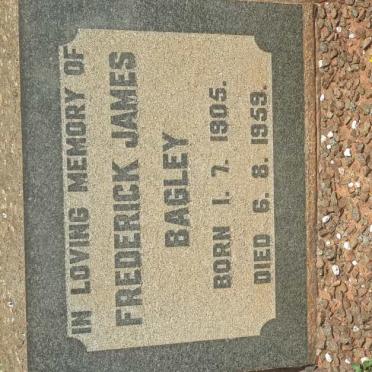 IN LOVING MEMORY OF
FREDERICK JAMES
BAGLEY
BORN 1. 7. 1905.
DIED 6. 8. 1959.